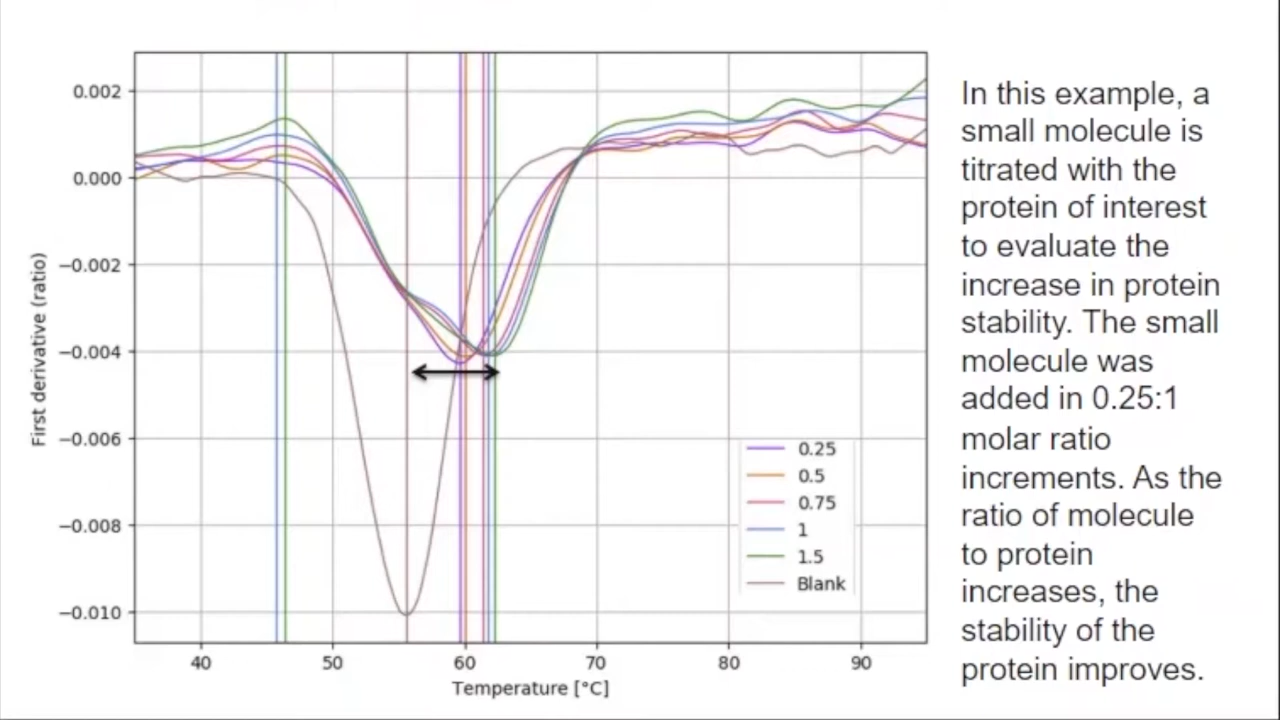 0.002
0.000
−0.002
−0.004
−0.006
−0.008
−0.010
First derivative (ratio)
40
50
60
70
80
90
Temperature [°C]
0.25
0.5
0.75
1
1.5
Blank
In this example, a
small molecule is
titrated with the
protein of interest
to evaluate the
increase in protein
stability. The small
molecule was
added in 0.25:1
molar ratio
increments. As the
ratio of molecule
to protein
increases, the
stability of the
protein improves.